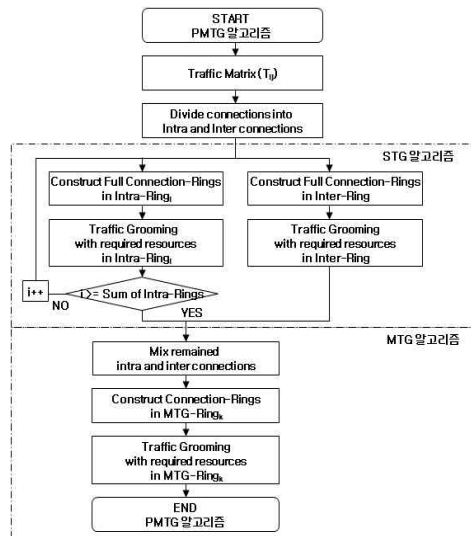 START
PMTG 알고리즘
Traffic Matrix(Tij)
Divide connections into
Intra and Inter connections
STG 알고리즘
Construct Full Connection-Rings
in Intra-Ringi
Construct Full Connection-Rings
in Inter-Ring
Traffic Grooming
with required resources
in Intra-Ringi
Traffic Grooming
with required resources
in Inter-Ring
i++
i >= Sum of Intra-Rings
NO
YES
MTG 알고리즘
Mix remained
intra and inter connections
Construct Connection-Rings
in MTG-Ringk
Traffic Grooming
with required resources
in MTG-Ringk
END
PMTG 알고리즘